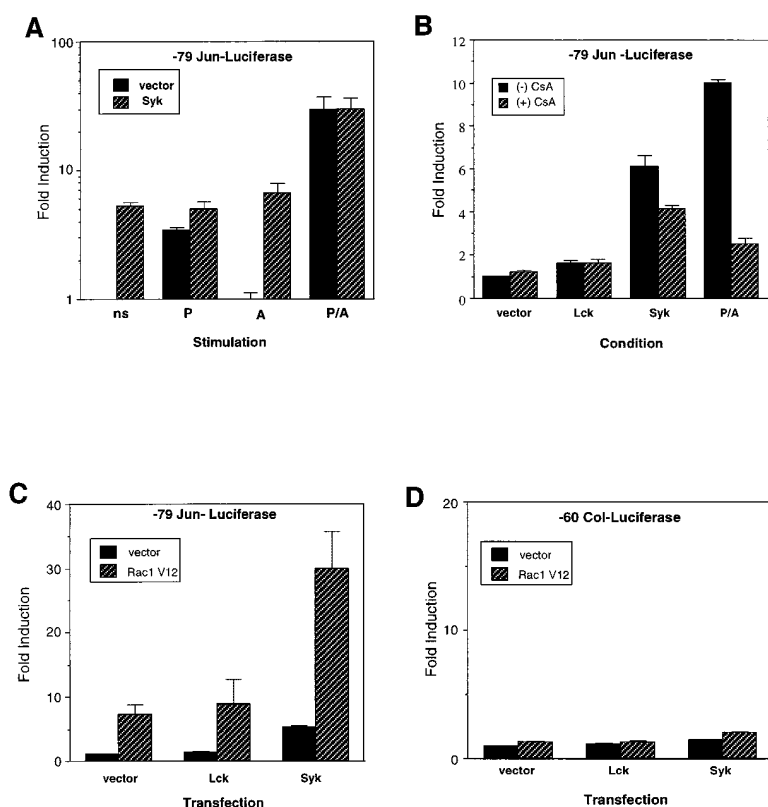 A
-79 Jun-Luciferase
vector
Syk
Fold Induction
100
10
1
ns P A P/A
Stimulation
B
-79 Jun -Luciferase
(-) CsA
(+) CsA
Fold Induction
12
10
8
6
4
2
0
vector Lck Syk P/A
Condition
C
-79 Jun- Luciferase
vector
Rac1 V12
Fold Induction
40
30
20
10
0
vector Lck Syk
Transfection
D
-60 Col-Luciferase
vector
Rac1 V12
Fold Induction
20
10
0
vector Lck Syk
Transfection